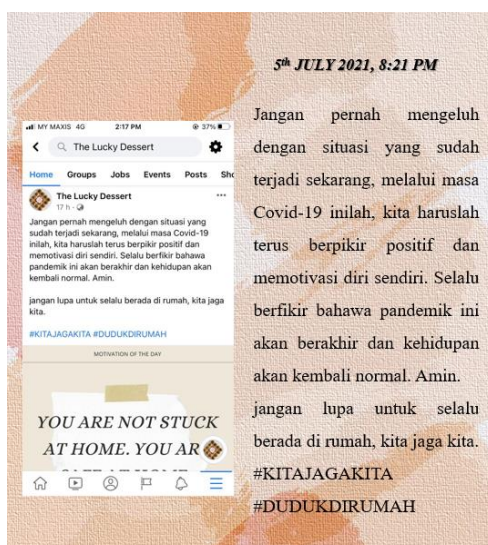 MY MAXIS 4G 2:17 PM 37%
The Lucky Dessert
Home Groups Jobs Events Posts Sho
The Lucky Dessert
17 h
Jangan pernah mengeluh dengan situasi yang
sudah terjadi sekarang, melalui masa Covid-19
inilah, kita haruslah terus berpikir positif dan
memotivasi diri sendiri. Selalu berfikir bahawa
pandemik ini akan berakhir dan kehidupan akan
kembali normal. Amin.
jangan lupa untuk selalu berada di rumah, kita jaga
kita.
#KITAJAGAKITA #DUDUKDIRUMAH
MOTIVATION OF THE DAY
YOU ARE NOT STUCK
AT HOME. YOU AR
5th JULY 2021, 8:21 PM
Jangan pernah mengeluh
dengan situasi yang sudah
terjadi sekarang, melalui masa
Covid-19 inilah, kita haruslah
terus berpikir positif dan
memotivasi diri sendiri. Selalu
berfikir bahawa pandemik ini
akan berakhir dan kehidupan
akan kembali normal. Amin.
jangan lupa untuk selalu
berada di rumah, kita jaga kita.
#KITAJAGAKITA
#DUDUKDIRUMAH